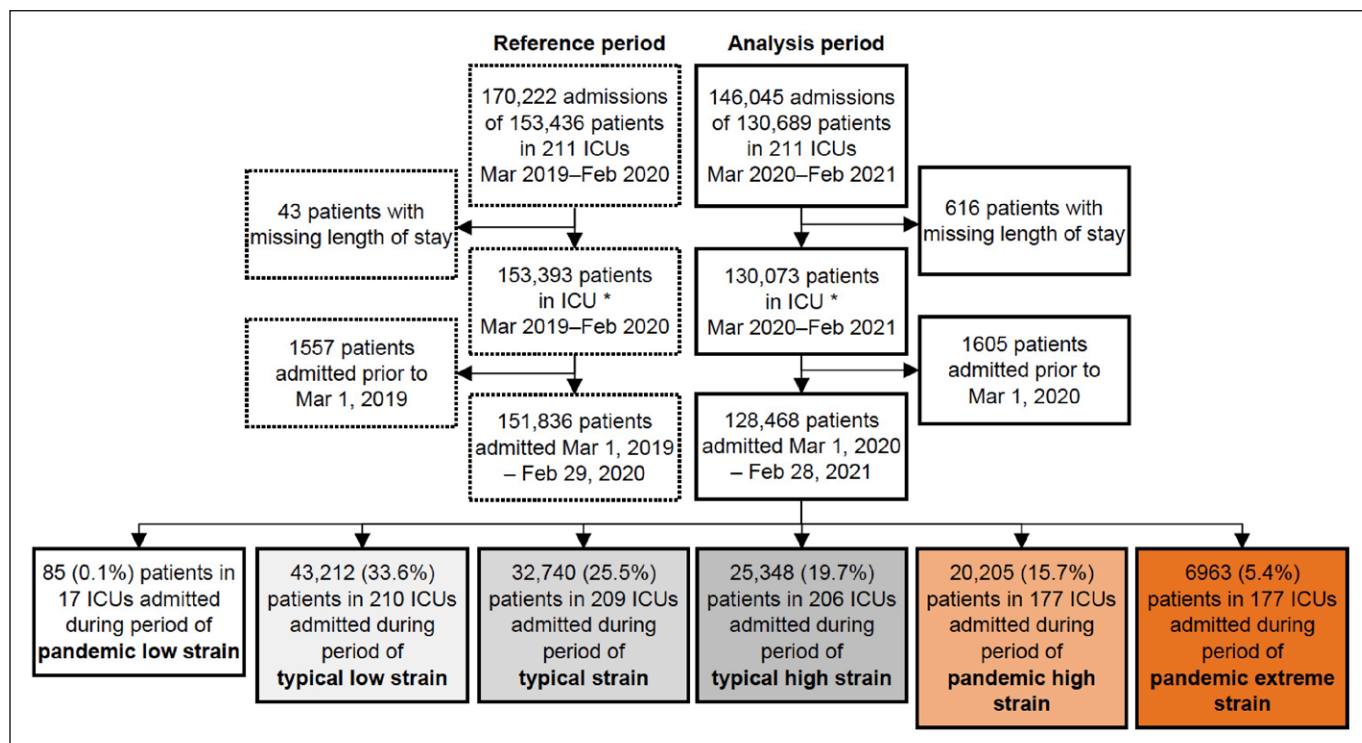 Reference period
Analysis period
170,222 admissions
of 153,436 patients
in 211 ICUs
Mar 2019–Feb 2020
146,045 admissions
of 130,689 patients
in 211 ICUs
Mar 2020–Feb 2021
43 patients with
missing length of stay
616 patients with
missing length of stay
153,393 patients
in ICU *
Mar 2019–Feb 2020
130,073 patients
in ICU *
Mar 2020–Feb 2021
1557 patients
admitted prior to
Mar 1, 2019
1605 patients
admitted prior to
Mar 1, 2020
151,836 patients
admitted Mar 1, 2019
– Feb 29, 2020
128,468 patients
admitted Mar 1, 2020
– Feb 28, 2021
85 (0.1%) patients in
17 ICUs admitted
during period of
pandemic low strain
43,212 (33.6%)
patients in 210 ICUs
admitted during
period of
typical low strain
32,740 (25.5%)
patients in 209 ICUs
admitted during
period of
typical strain
25,348 (19.7%)
patients in 206 ICUs
admitted during
period of
typical high strain
20,205 (15.7%)
patients in 177 ICUs
admitted during
period of
pandemic high
strain
6963 (5.4%)
patients in 177 ICUs
admitted during
period of
pandemic extreme
strain